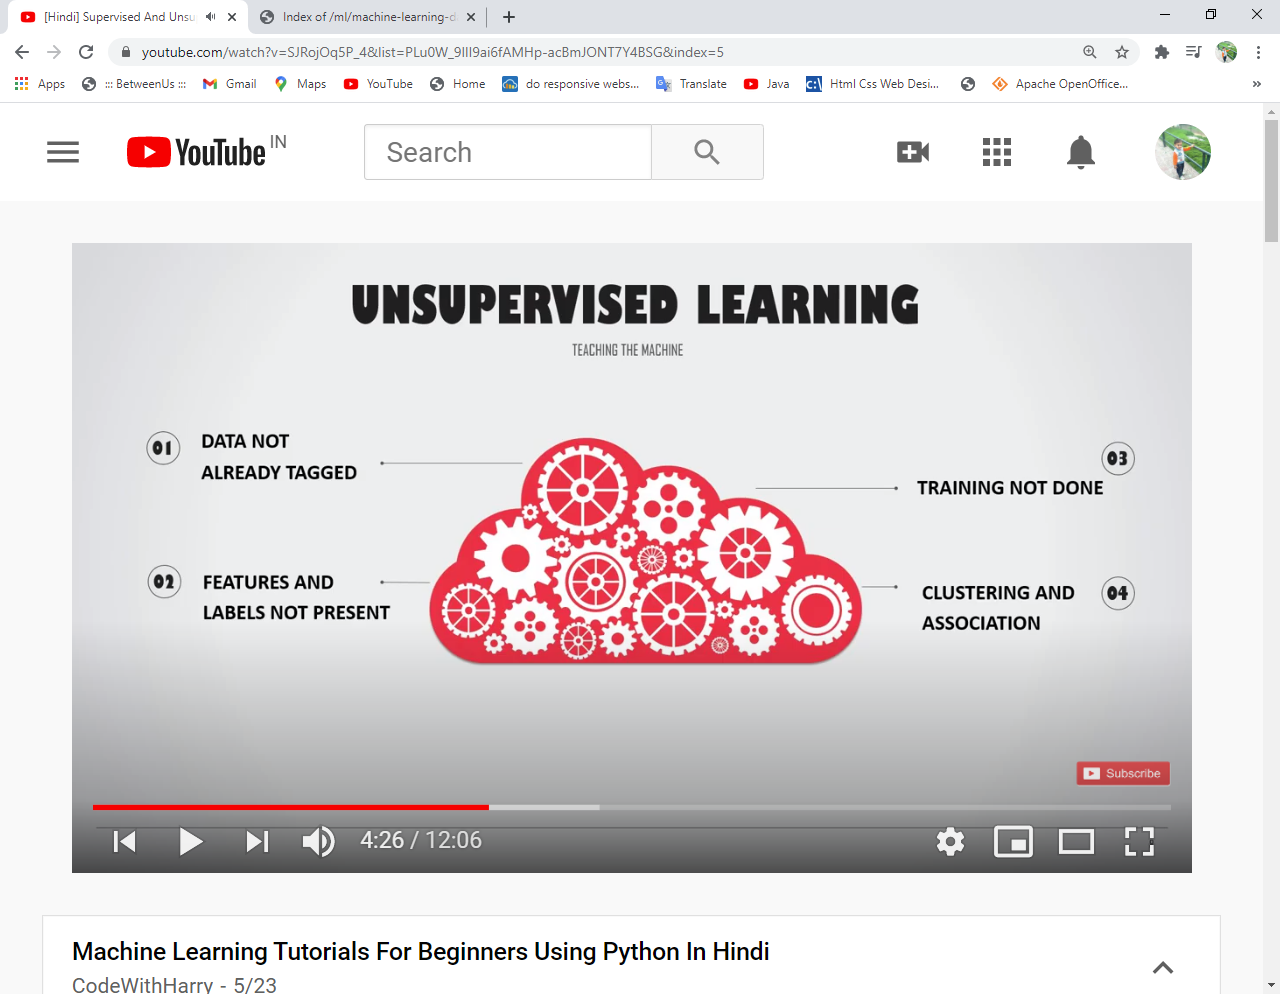 [Hindi] Supervised And Unsu
Index of /ml/machine-learning-d
youtube.com/watch?v=SJRojOq5P_4&list=PLu0W_9lII9ai6fAMHp-acBmJONT7Y4BSG&index=5
Apps
::: BetweenUs :::
Gmail
Maps
YouTube
Home
do responsive webs...
Translate
Java
Html Css Web Desi...
Apache OpenOffice...
»
YouTube IN
Search
UNSUPERVISED LEARNING
TEACHING THE MACHINE
01
DATA NOT
ALREADY TAGGED
02
FEATURES AND
LABELS NOT PRESENT
03
TRAINING NOT DONE
04
CLUSTERING AND
ASSOCIATION
Subscribe
4:26 / 12:06
Machine Learning Tutorials For Beginners Using Python In Hindi
CodeWithHarry - 5/23